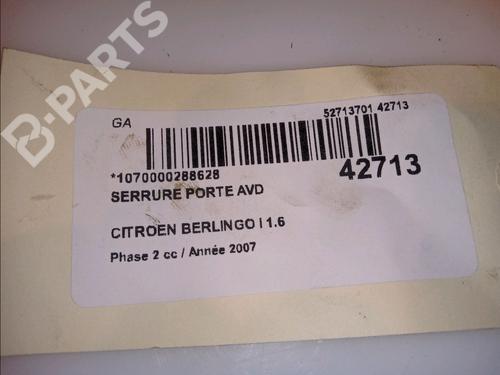 B-PARTS
GA
52713701 42713
*1070000288628
42713
SERRURE PORTE AVD
CITROEN BERLINGO I 1.6
Phase 2 cc / Année 2007